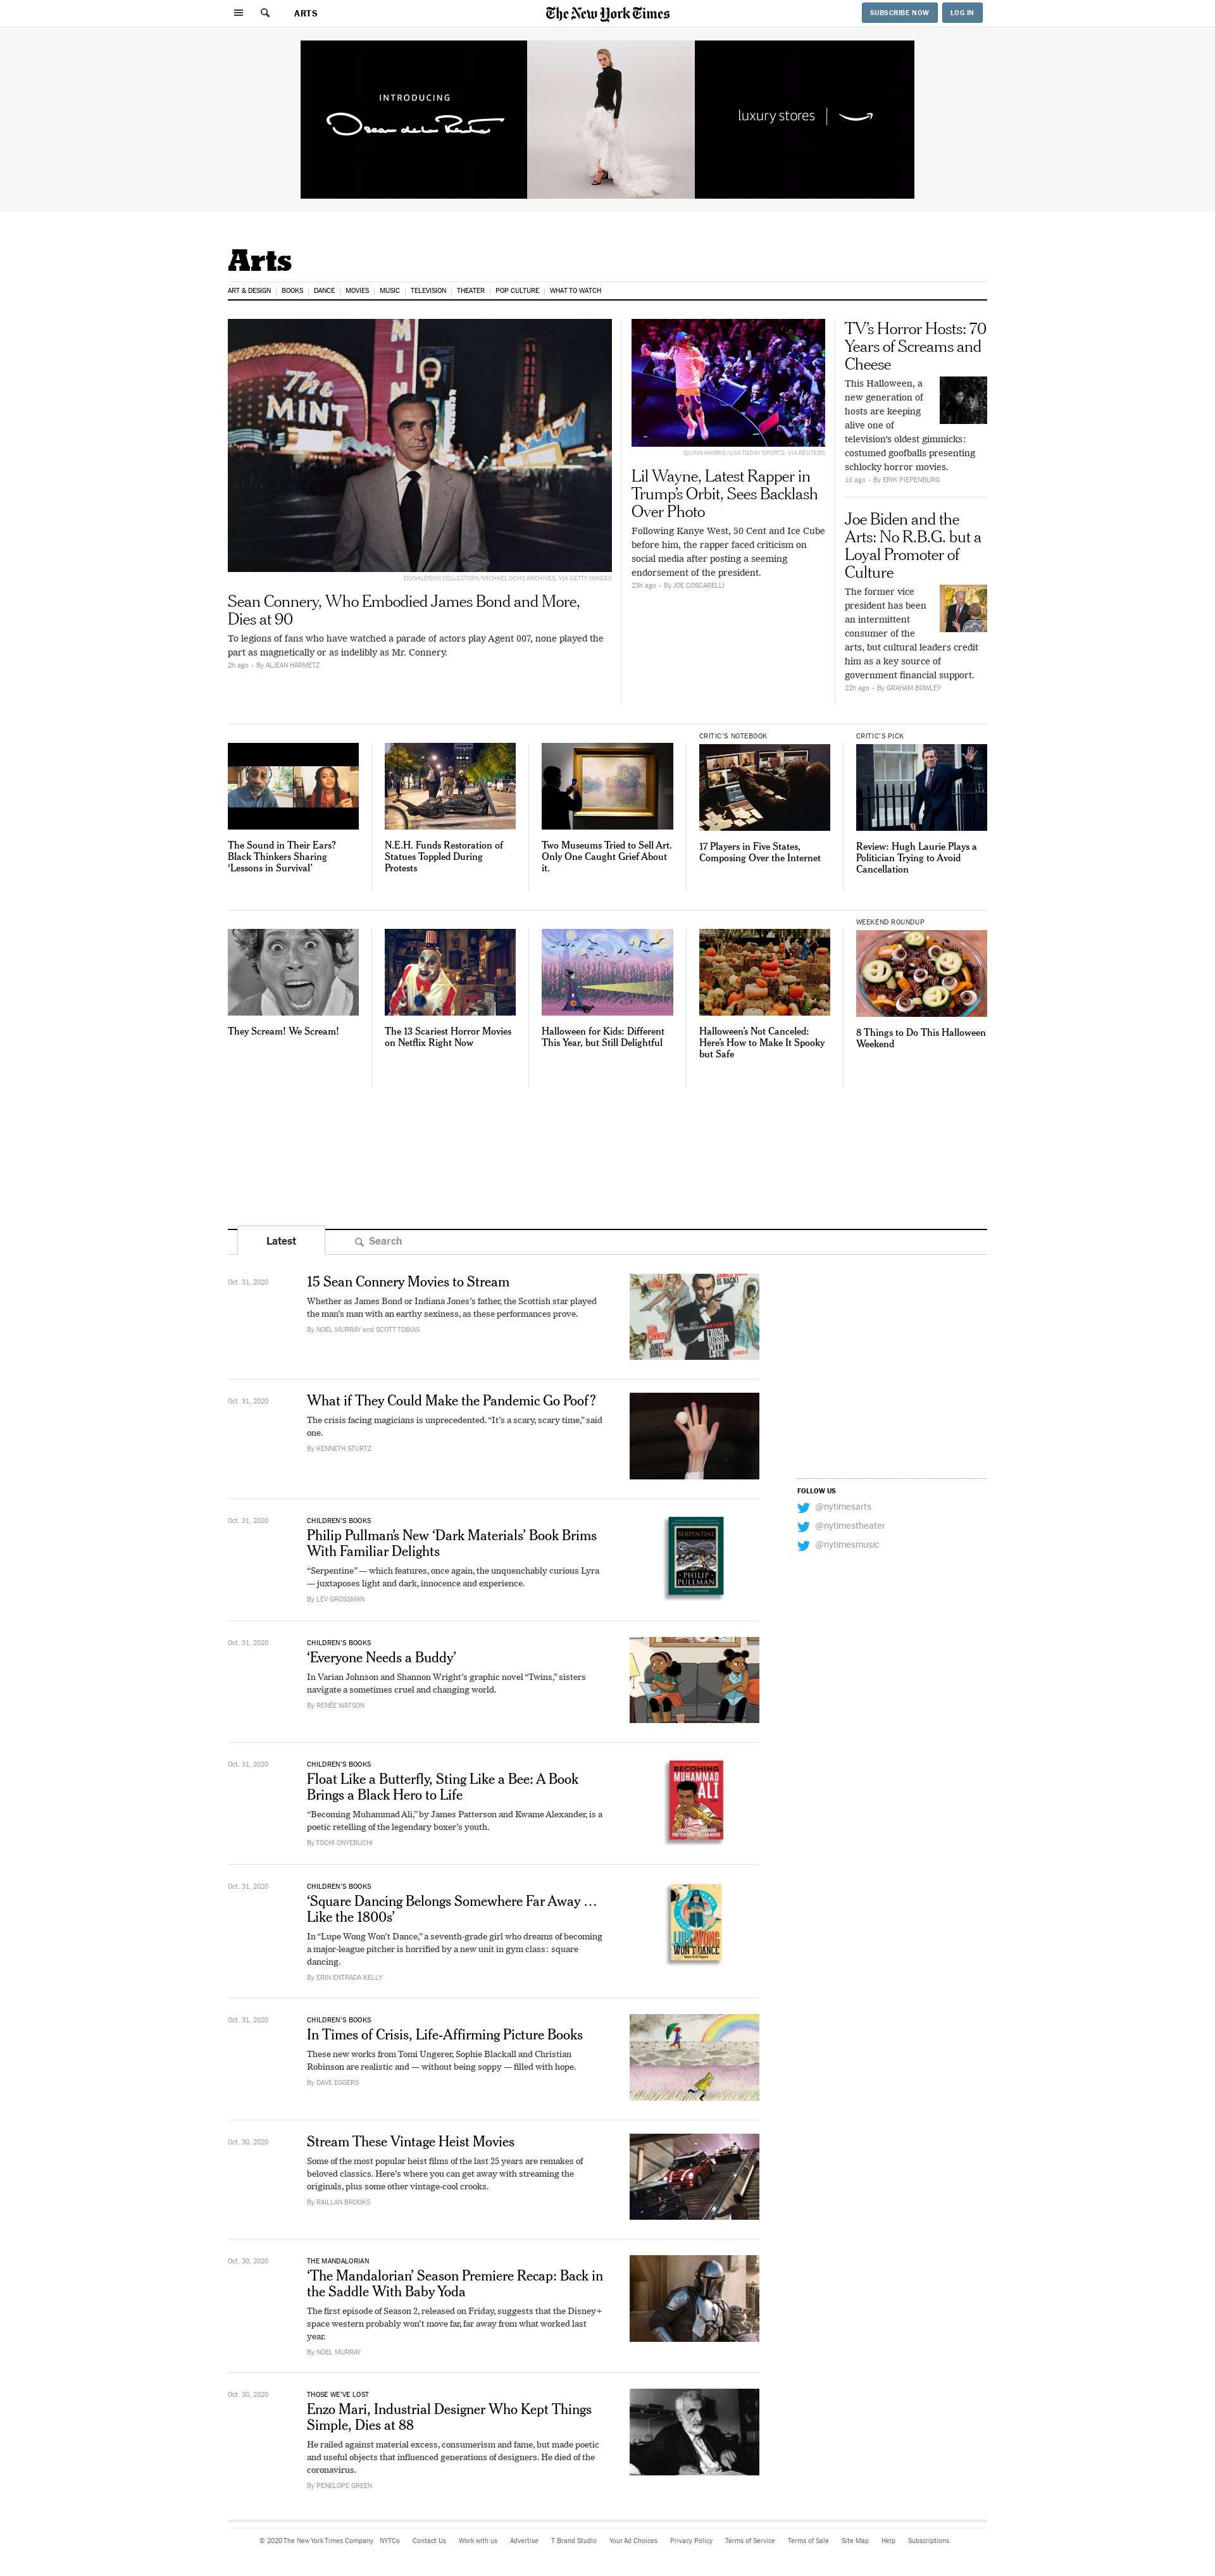 ARTS
The New York Times
SUBSCRIBE NOW
LOG IN
INTRODUCING
Oscar de la Renta
luxury stores
Arts
ART & DESIGN | BOOKS | DANCE | MOVIES | MUSIC | TELEVISION | THEATER | POP CULTURE | WHAT TO WATCH
THE MINT
DONALDSON COLLECTION/MICHAEL OCHS ARCHIVES, VIA GETTY IMAGES
Sean Connery, Who Embodied James Bond and More,
Dies at 90
To legions of fans who have watched a parade of actors play Agent 007, none played the
part as magnetically or as indelibly as Mr. Connery.
2h ago - By ALJEAN HARMETZ
QUINN HARRIS/USA TODAY SPORTS, VIA REUTERS
Lil Wayne, Latest Rapper in
Trump’s Orbit, Sees Backlash
Over Photo
Following Kanye West, 50 Cent and Ice Cube
before him, the rapper faced criticism on
social media after posting a seeming
endorsement of the president.
23h ago - By JOE COSCARELLI
TV’s Horror Hosts: 70
Years of Screams and
Cheese
This Halloween, a
new generation of
hosts are keeping
alive one of
television’s oldest gimmicks:
costumed goofballs presenting
schlocky horror movies.
1d ago - By ERIK PIEPENBURG
Joe Biden and the
Arts: No R.B.G. but a
Loyal Promoter of
Culture
The former vice
president has been
an intermittent
consumer of the
arts, but cultural leaders credit
him as a key source of
government financial support.
22h ago - By GRAHAM BOWLEY
The Sound in Their Ears?
Black Thinkers Sharing
‘Lessons in Survival’
N.E.H. Funds Restoration of
Statues Toppled During
Protests
Two Museums Tried to Sell Art.
Only One Caught Grief About
it.
CRITIC’S NOTEBOOK
17 Players in Five States,
Composing Over the Internet
CRITIC’S PICK
Review: Hugh Laurie Plays a
Politician Trying to Avoid
Cancellation
They Scream! We Scream!
The 13 Scariest Horror Movies
on Netflix Right Now
Halloween for Kids: Different
This Year, but Still Delightful
Halloween’s Not Canceled:
Here’s How to Make It Spooky
but Safe
WEEKEND ROUNDUP
8 Things to Do This Halloween
Weekend
Latest
Search
Oct. 31, 2020
15 Sean Connery Movies to Stream
Whether as James Bond or Indiana Jones’s father, the Scottish star played
the man’s man with an earthy sexiness, as these performances prove.
By NOEL MURRAY and SCOTT TOBIAS
JAMES BOND
IS BACK!
FROM
RUSSIA
WITH
LOVE
Oct. 31, 2020
What if They Could Make the Pandemic Go Poof?
The crisis facing magicians is unprecedented. “It’s a scary, scary time,” said
one.
By KENNETH STURTZ
FOLLOW US
@nytimesarts
@nytimestheater
@nytimesmusic
Oct. 31, 2020
CHILDREN’S BOOKS
Philip Pullman’s New ‘Dark Materials’ Book Brims
With Familiar Delights
“Serpentine” — which features, once again, the unquenchably curious Lyra
— juxtaposes light and dark, innocence and experience.
By LEV GROSSMAN
SERPENTINE
PHILIP
PULLMAN
Oct. 31, 2020
CHILDREN’S BOOKS
‘Everyone Needs a Buddy’
In Varian Johnson and Shannon Wright’s graphic novel “Twins,” sisters
navigate a sometimes cruel and changing world.
By RENÉE WATSON
Oct. 31, 2020
CHILDREN’S BOOKS
Float Like a Butterfly, Sting Like a Bee: A Book
Brings a Black Hero to Life
“Becoming Muhammad Ali,” by James Patterson and Kwame Alexander, is a
poetic retelling of the legendary boxer’s youth.
By TOCHI ONYEBUCHI
BECOMING
MUHAMMAD
ALI
JAMES KWAME
PATTERSON ALEXANDER
Oct. 31, 2020
CHILDREN’S BOOKS
‘Square Dancing Belongs Somewhere Far Away …
Like the 1800s’
In “Lupe Wong Won’t Dance,” a seventh-grade girl who dreams of becoming
a major-league pitcher is horrified by a new unit in gym class: square
dancing.
By ERIN ENTRADA KELLY
LUPE WONG
WON’T DANCE
Oct. 31, 2020
CHILDREN’S BOOKS
In Times of Crisis, Life-Affirming Picture Books
These new works from Tomi Ungerer, Sophie Blackall and Christian
Robinson are realistic and — without being soppy — filled with hope.
By DAVE EGGERS
Oct. 30, 2020
Stream These Vintage Heist Movies
Some of the most popular heist films of the last 25 years are remakes of
beloved classics. Here’s where you can get away with streaming the
originals, plus some other vintage-cool crooks.
By RAILLAN BROOKS
Oct. 30, 2020
THE MANDALORIAN
‘The Mandalorian’ Season Premiere Recap: Back in
the Saddle With Baby Yoda
The first episode of Season 2, released on Friday, suggests that the Disney+
space western probably won’t move far, far away from what worked last
year.
By NOEL MURRAY
Oct. 30, 2020
THOSE WE’VE LOST
Enzo Mari, Industrial Designer Who Kept Things
Simple, Dies at 88
He railed against material excess, consumerism and fame, but made poetic
and useful objects that influenced generations of designers. He died of the
coronavirus.
By PENELOPE GREEN
© 2020 The New York Times Company NYTCo Contact Us Work with us Advertise T Brand Studio Your Ad Choices Privacy Policy Terms of Service Terms of Sale Site Map Help Subscriptions